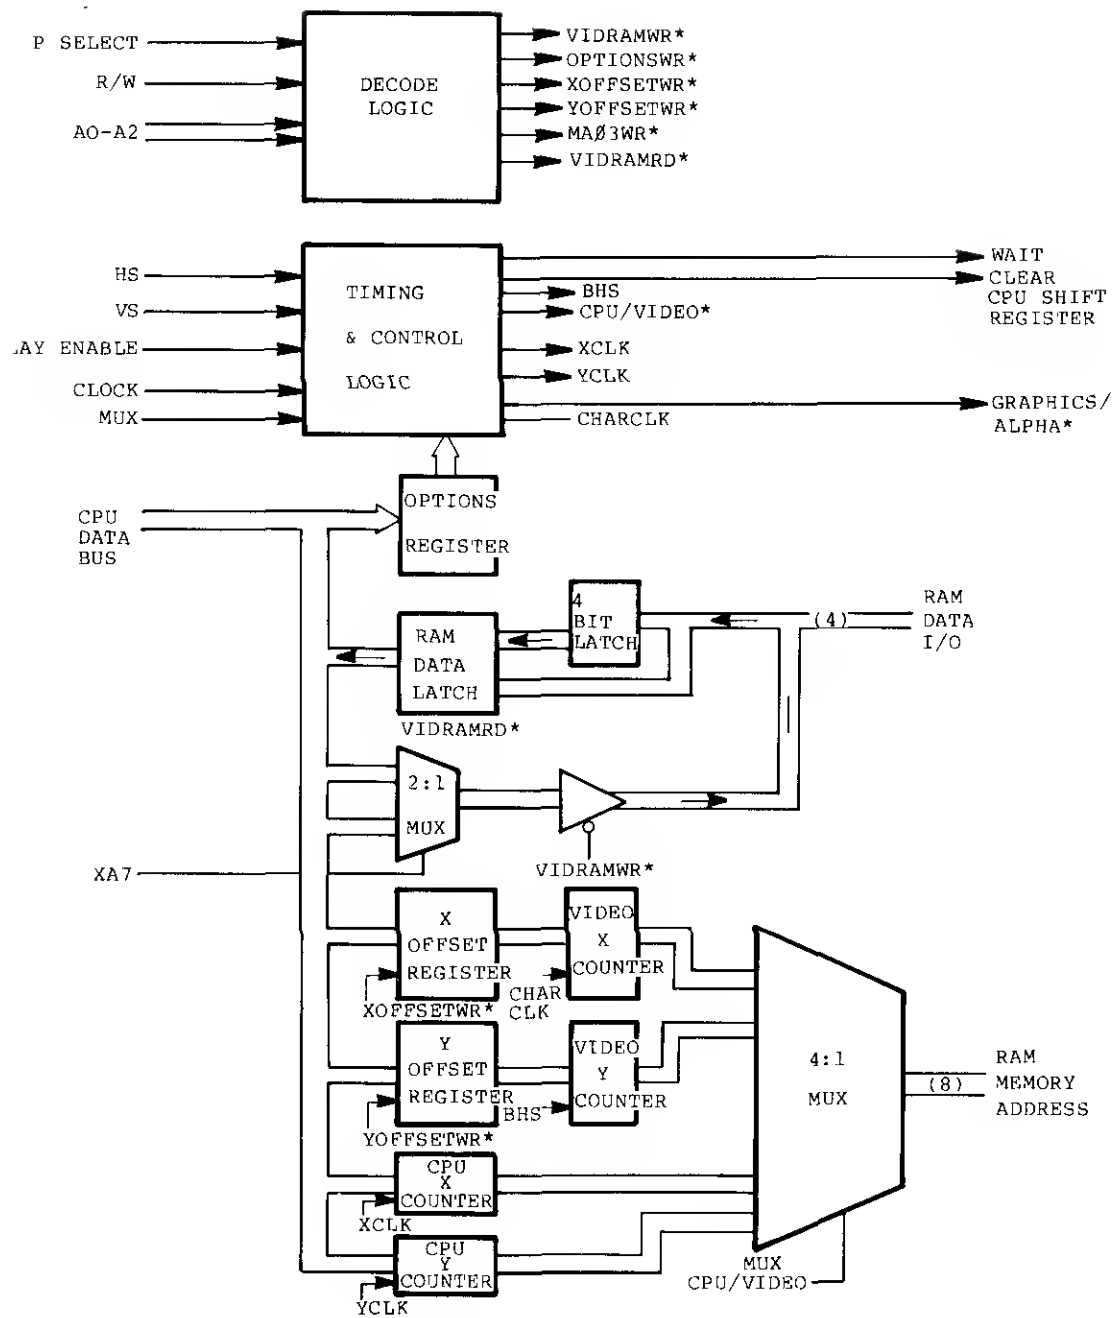 P SELECT
R/W
AO-A2
DECODE
LOGIC
VIDRAMWR*
OPTIONSWR*
XOFFSETWR*
YOFFSETWR*
MAØ3WR*
VIDRAMRD*
HS
VS
LAY ENABLE
CLOCK
MUX
TIMING
& CONTROL
LOGIC
BHS
CPU/VIDEO*
XCLK
YCLK
CHARCLK
WAIT
CLEAR
CPU SHIFT
REGISTER
GRAPHICS/
ALPHA*
CPU
DATA
BUS
OPTIONS
REGISTER
4
BIT
LATCH
(4)
RAM
DATA
I/O
RAM
DATA
LATCH
VIDRAMRD*
2:1
MUX
VIDRAMWR*
XA7
X
OFFSET
REGISTER
XOFFSETWR*
VIDEO
X
COUNTER
CHAR
CLK
Y
OFFSET
REGISTER
YOFFSETWR*
VIDEO
Y
COUNTER
BHS
4:1
MUX
(8)
RAM
MEMORY
ADDRESS
CPU
X
COUNTER
XCLK
CPU
Y
COUNTER
YCLK
MUX
CPU/VIDEO